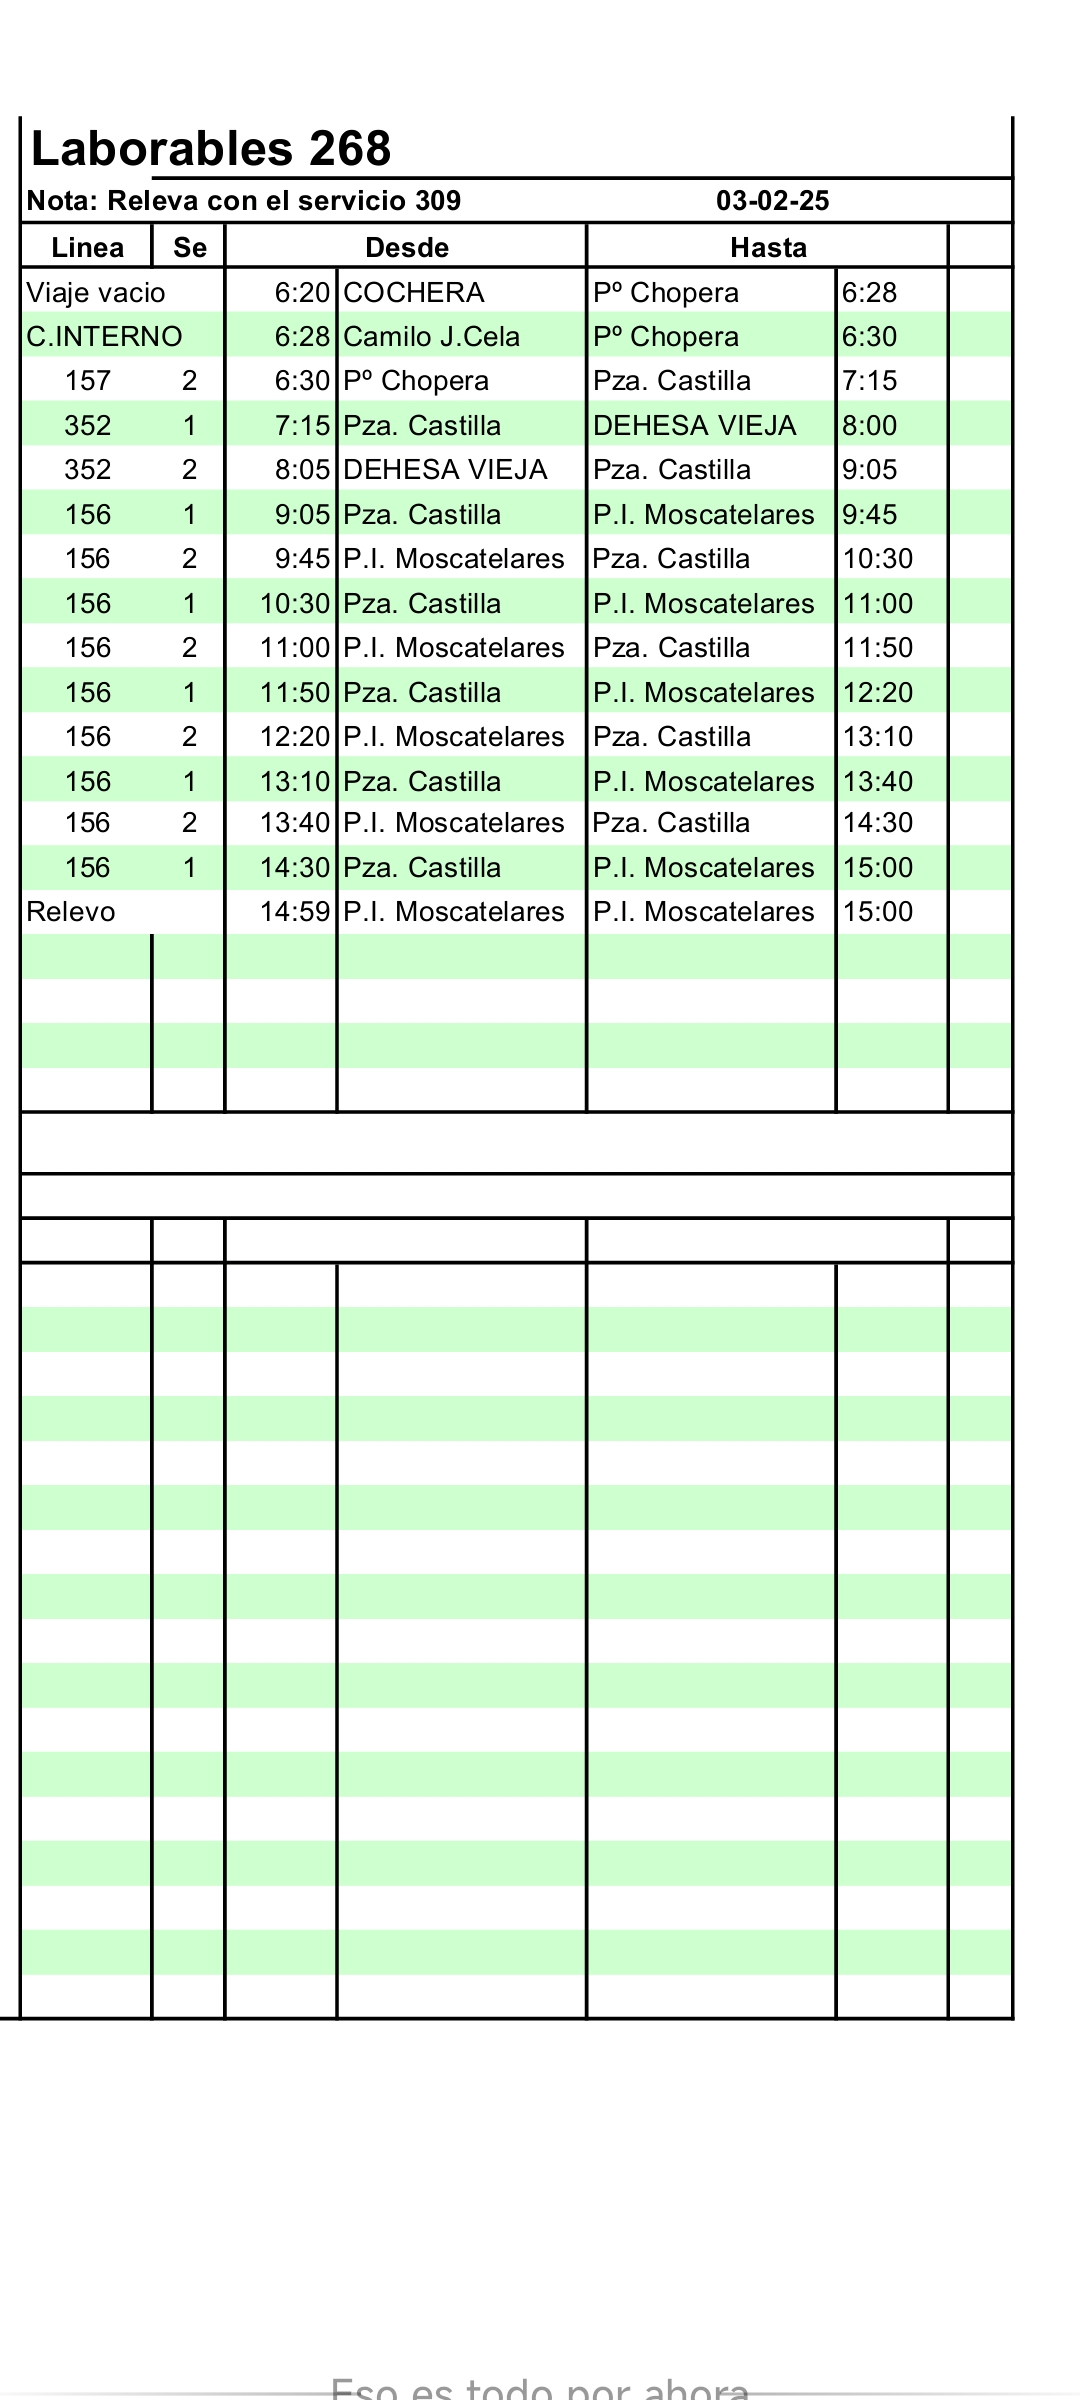 Laborables 268
Nota: Releva con el servicio 309 03-02-25
Linea Se Desde Hasta
Viaje vacio 6:20 COCHERA Pº Chopera 6:28
C.INTERNO 6:28 Camilo J.Cela Pº Chopera 6:30
157 2 6:30 Pº Chopera Pza. Castilla 7:15
352 1 7:15 Pza. Castilla DEHESA VIEJA 8:00
352 2 8:05 DEHESA VIEJA Pza. Castilla 9:05
156 1 9:05 Pza. Castilla P.I. Moscatelares 9:45
156 2 9:45 P.I. Moscatelares Pza. Castilla 10:30
156 1 10:30 Pza. Castilla P.I. Moscatelares 11:00
156 2 11:00 P.I. Moscatelares Pza. Castilla 11:50
156 1 11:50 Pza. Castilla P.I. Moscatelares 12:20
156 2 12:20 P.I. Moscatelares Pza. Castilla 13:10
156 1 13:10 Pza. Castilla P.I. Moscatelares 13:40
156 2 13:40 P.I. Moscatelares Pza. Castilla 14:30
156 1 14:30 Pza. Castilla P.I. Moscatelares 15:00
Relevo 14:59 P.I. Moscatelares P.I. Moscatelares 15:00
Eso es todo por ahora